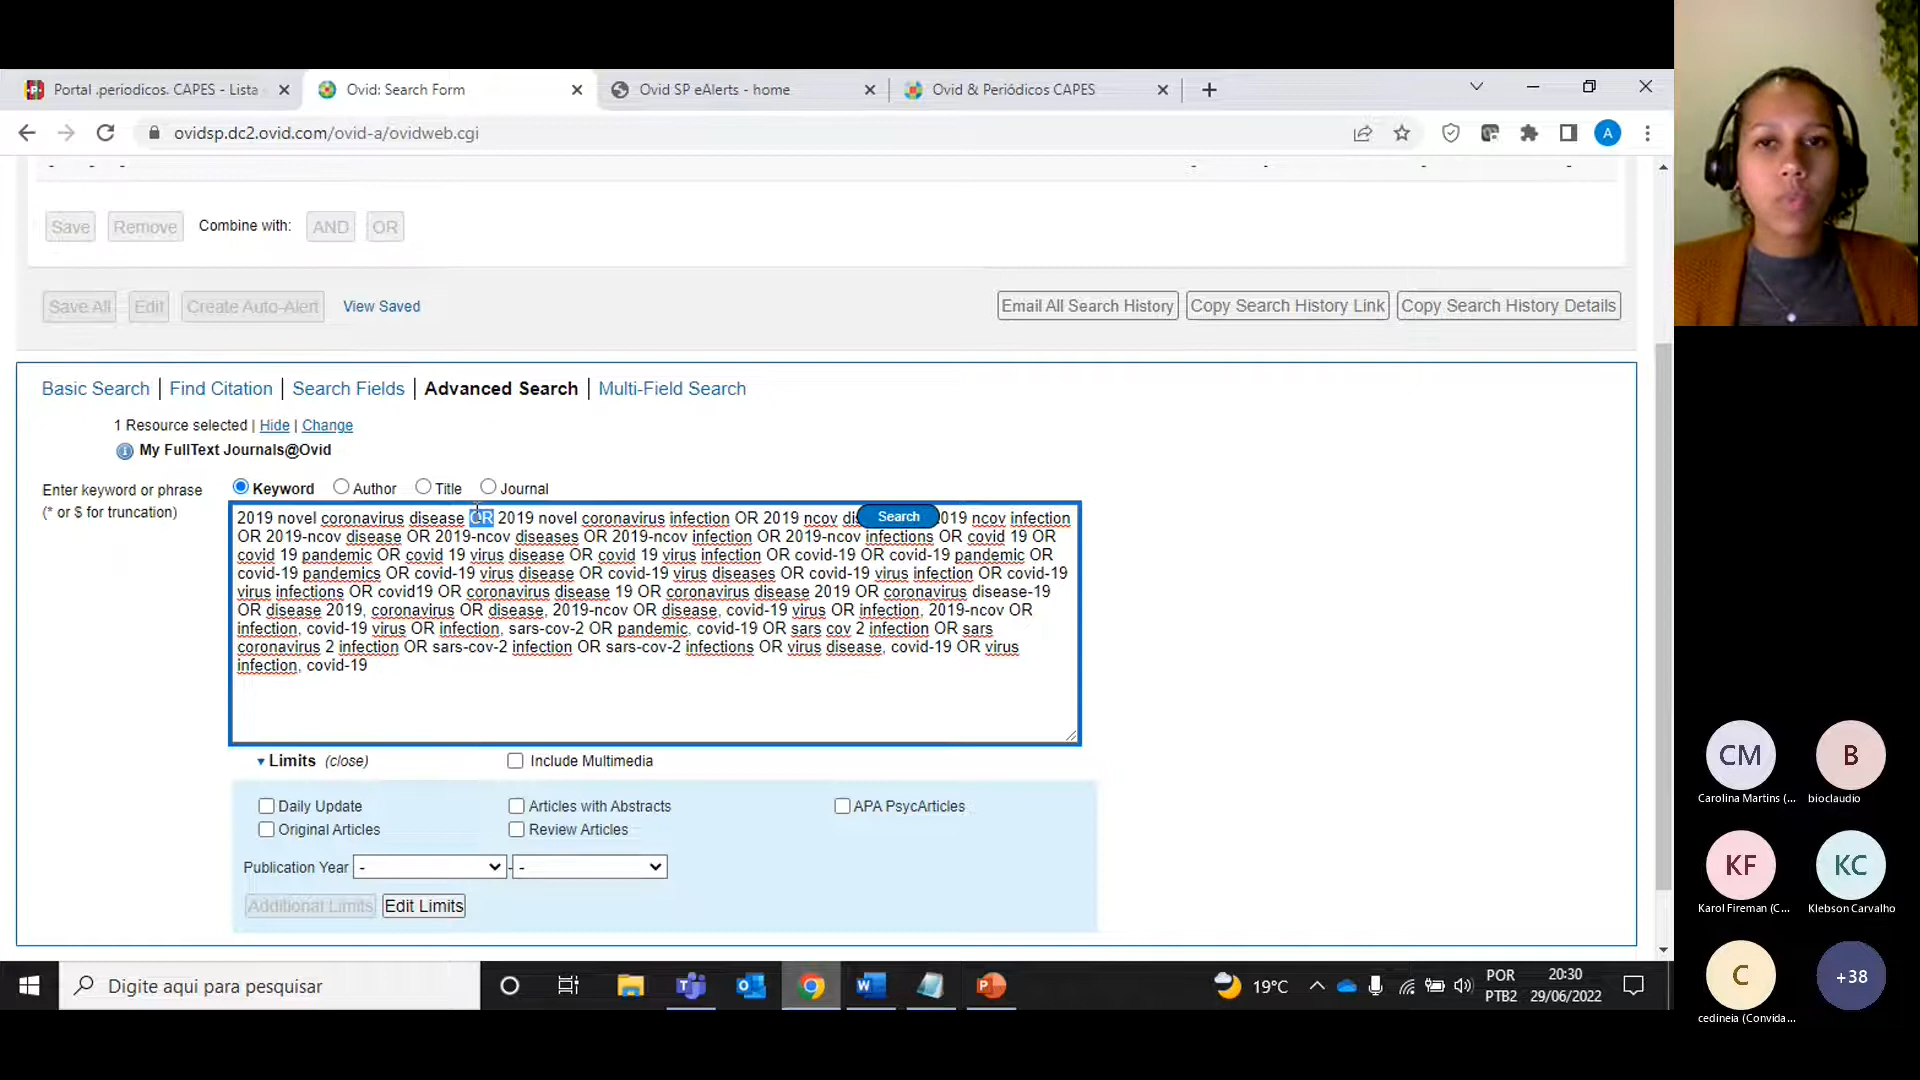 Portal .periodicos. CAPES - Lista
Ovid: Search Form
Ovid SP eAlerts - home
Ovid & Periódicos CAPES
ovidsp.dc2.ovid.com/ovid-a/ovidweb.cgi
A
Save
Remove
Combine with:
AND
OR
Save All
Edit
Create Auto-Alert
View Saved
Email All Search History
Copy Search History Link
Copy Search History Details
Basic Search | Find Citation | Search Fields | Advanced Search | Multi-Field Search
1 Resource selected | Hide | Change
My FullText Journals@Ovid
Enter keyword or phrase
(* or $ for truncation)
Keyword Author Title Journal
2019 novel coronavirus disease OR 2019 novel coronavirus infection OR 2019 ncov 2019 ncov infection
Search
OR 2019-ncov disease OR 2019-ncov diseases OR 2019-ncov infection OR 2019-ncov infections OR covid 19 OR
covid 19 pandemic OR covid 19 virus disease OR covid 19 virus infection OR covid-19 OR covid-19 pandemic OR
covid-19 pandemics OR covid-19 virus disease OR covid-19 virus diseases OR covid-19 virus infection OR covid-19
virus infections OR covid19 OR coronavirus disease 19 OR coronavirus disease 2019 OR coronavirus disease-19
OR disease 2019, coronavirus OR disease, 2019-ncov OR disease, covid-19 virus OR infection, 2019-ncov OR
infection, covid-19 virus OR infection, sars-cov-2 OR pandemic, covid-19 OR sars cov 2 infection OR sars
coronavirus 2 infection OR sars-cov-2 infection OR sars-cov-2 infections OR virus disease, covid-19 OR virus
infection, covid-19
Limits (close)
Include Multimedia
Daily Update
Articles with Abstracts
APA PsycArticles
Original Articles
Review Articles
Publication Year - - -
Additional Limits
Edit Limits
Digite aqui para pesquisar
19°C
POR
PTB2
20:30
29/06/2022
CM
Carolina Martins (...
B
bioclaudio
KF
Karol Fireman (C...
KC
Klebson Carvalho
C
cedineia (Convida...
+38